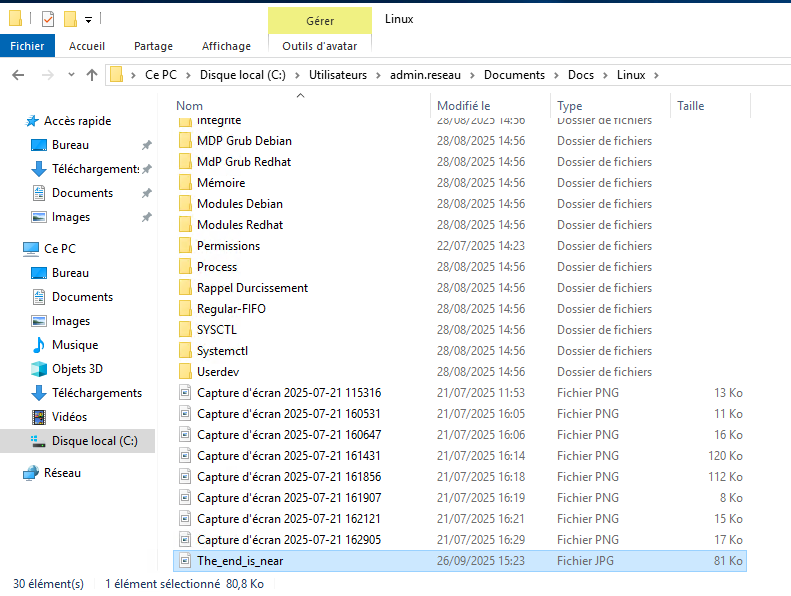 Gérer
Linux
Fichier
Accueil
Partage
Affichage
Outils d'avatar
Ce PC
Disque local (C:)
Utilisateurs
admin.reseau
Documents
Docs
Linux
Nom
Modifié le
Type
Taille
Accès rapide
Bureau
Téléchargements
Documents
Images
Ce PC
Bureau
Documents
Images
Musique
Objets 3D
Téléchargements
Vidéos
Disque local (C:)
Réseau
Intégrité 28/08/2025 14:56 Dossier de fichiers
MDP Grub Debian 28/08/2025 14:56 Dossier de fichiers
MdP Grub Redhat 28/08/2025 14:56 Dossier de fichiers
Mémoire 28/08/2025 14:56 Dossier de fichiers
Modules Debian 28/08/2025 14:56 Dossier de fichiers
Modules Redhat 28/08/2025 14:56 Dossier de fichiers
Permissions 22/07/2025 14:23 Dossier de fichiers
Process 28/08/2025 14:56 Dossier de fichiers
Rappel Durcissement 28/08/2025 14:56 Dossier de fichiers
Regular-FIFO 28/08/2025 14:56 Dossier de fichiers
SYSCTL 28/08/2025 14:56 Dossier de fichiers
Systemctl 28/08/2025 14:56 Dossier de fichiers
Userdev 28/08/2025 14:56 Dossier de fichiers
Capture d'écran 2025-07-21 115316 21/07/2025 11:53 Fichier PNG 13 Ko
Capture d'écran 2025-07-21 160531 21/07/2025 16:05 Fichier PNG 11 Ko
Capture d'écran 2025-07-21 160647 21/07/2025 16:06 Fichier PNG 16 Ko
Capture d'écran 2025-07-21 161431 21/07/2025 16:14 Fichier PNG 120 Ko
Capture d'écran 2025-07-21 161856 21/07/2025 16:18 Fichier PNG 112 Ko
Capture d'écran 2025-07-21 161907 21/07/2025 16:19 Fichier PNG 8 Ko
Capture d'écran 2025-07-21 162121 21/07/2025 16:21 Fichier PNG 15 Ko
Capture d'écran 2025-07-21 162905 21/07/2025 16:29 Fichier PNG 17 Ko
The_end_is_near 26/09/2025 15:23 Fichier JPG 81 Ko
30 élément(s)
1 élément sélectionné 80,8 Ko